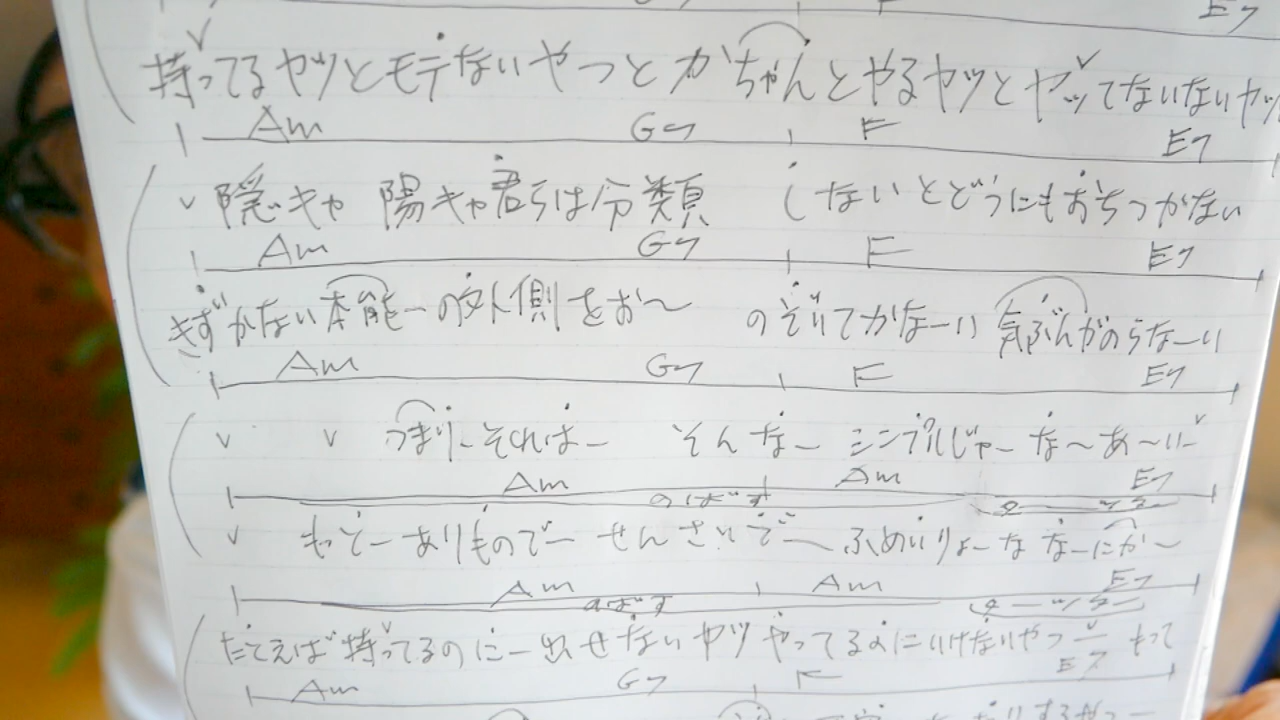 E7
持ってるヤツとモテないやつと かちゃんとやるヤツと ヤッてないないヤツ
Am G7 F E7
隠キャ 陽キャ 君らは分類 しないとどうにもおちつかない
Am G7 F E7
きずかない本能ーの外側をお〜 のぞいてかなーい 気ぶんがのらなーい
Am G7 F E7
つまりーそれはー そんなー シンプルじゃーな〜あ〜いー
Am Am E7
のばす
もっとーありものでー せんさいでー ふめいりょーな なーにか〜
Am Am E7
のばす
たとえば持ってるのにー出せないヤツ やってるのにいけないやつ もって
Am G7 F E7